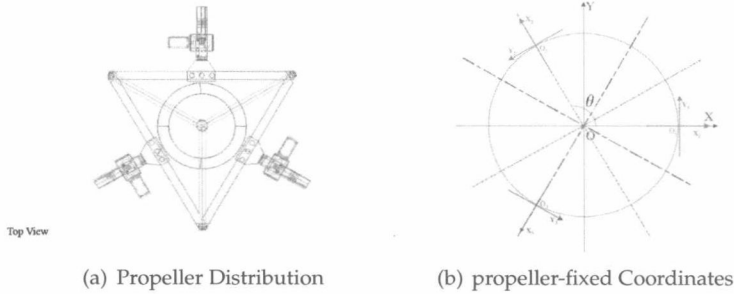 Y
θ
X
O
Top View
(a) Propeller Distribution
(b) propeller-fixed Coordinates